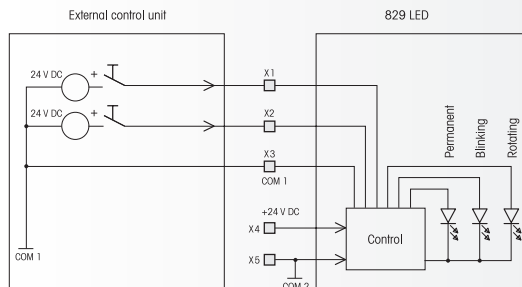 External control unit
829 LED
24 V DC
+
X1
24 V DC
+
X2
X3
COM 1
Permanent
Blinking
Rotating
+24 V DC
X4
Control
X5
COM 1
COM 2